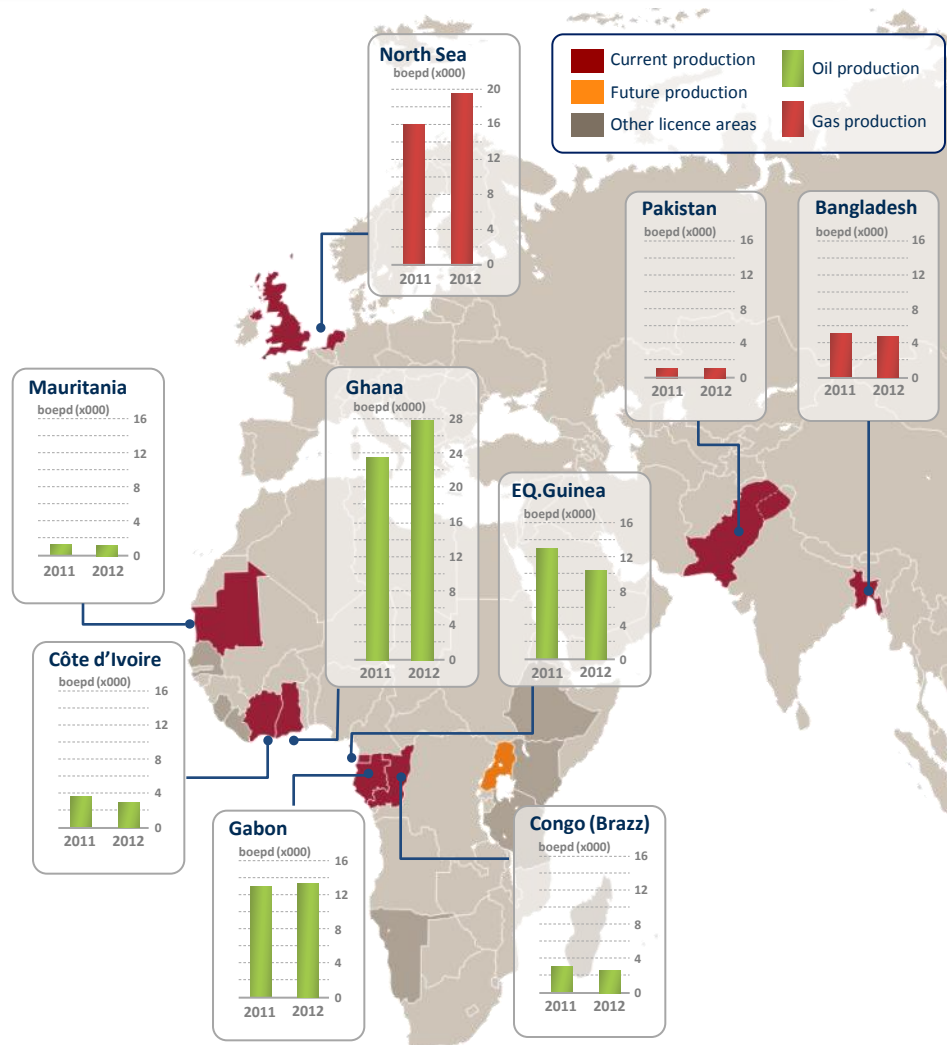 North Sea
boepd (x000)
20
16
12
8
4
0
2011 2012
Current production
Future production
Other licence areas
Oil production
Gas production
Pakistan
boepd (x000)
16
12
8
4
0
2011 2012
Bangladesh
boepd (x000)
16
12
8
4
0
2011 2012
Mauritania
boepd (x000)
16
12
8
4
0
2011 2012
Ghana
boepd (x000)
28
24
20
16
12
8
4
0
2011 2012
EQ.Guinea
boepd (x000)
16
12
8
4
0
2011 2012
Côte d'Ivoire
boepd (x000)
16
12
8
4
0
2011 2012
Gabon
boepd (x000)
16
12
8
4
0
2011 2012
Congo (Brazz)
boepd (x000)
16
12
8
4
0
2011 2012